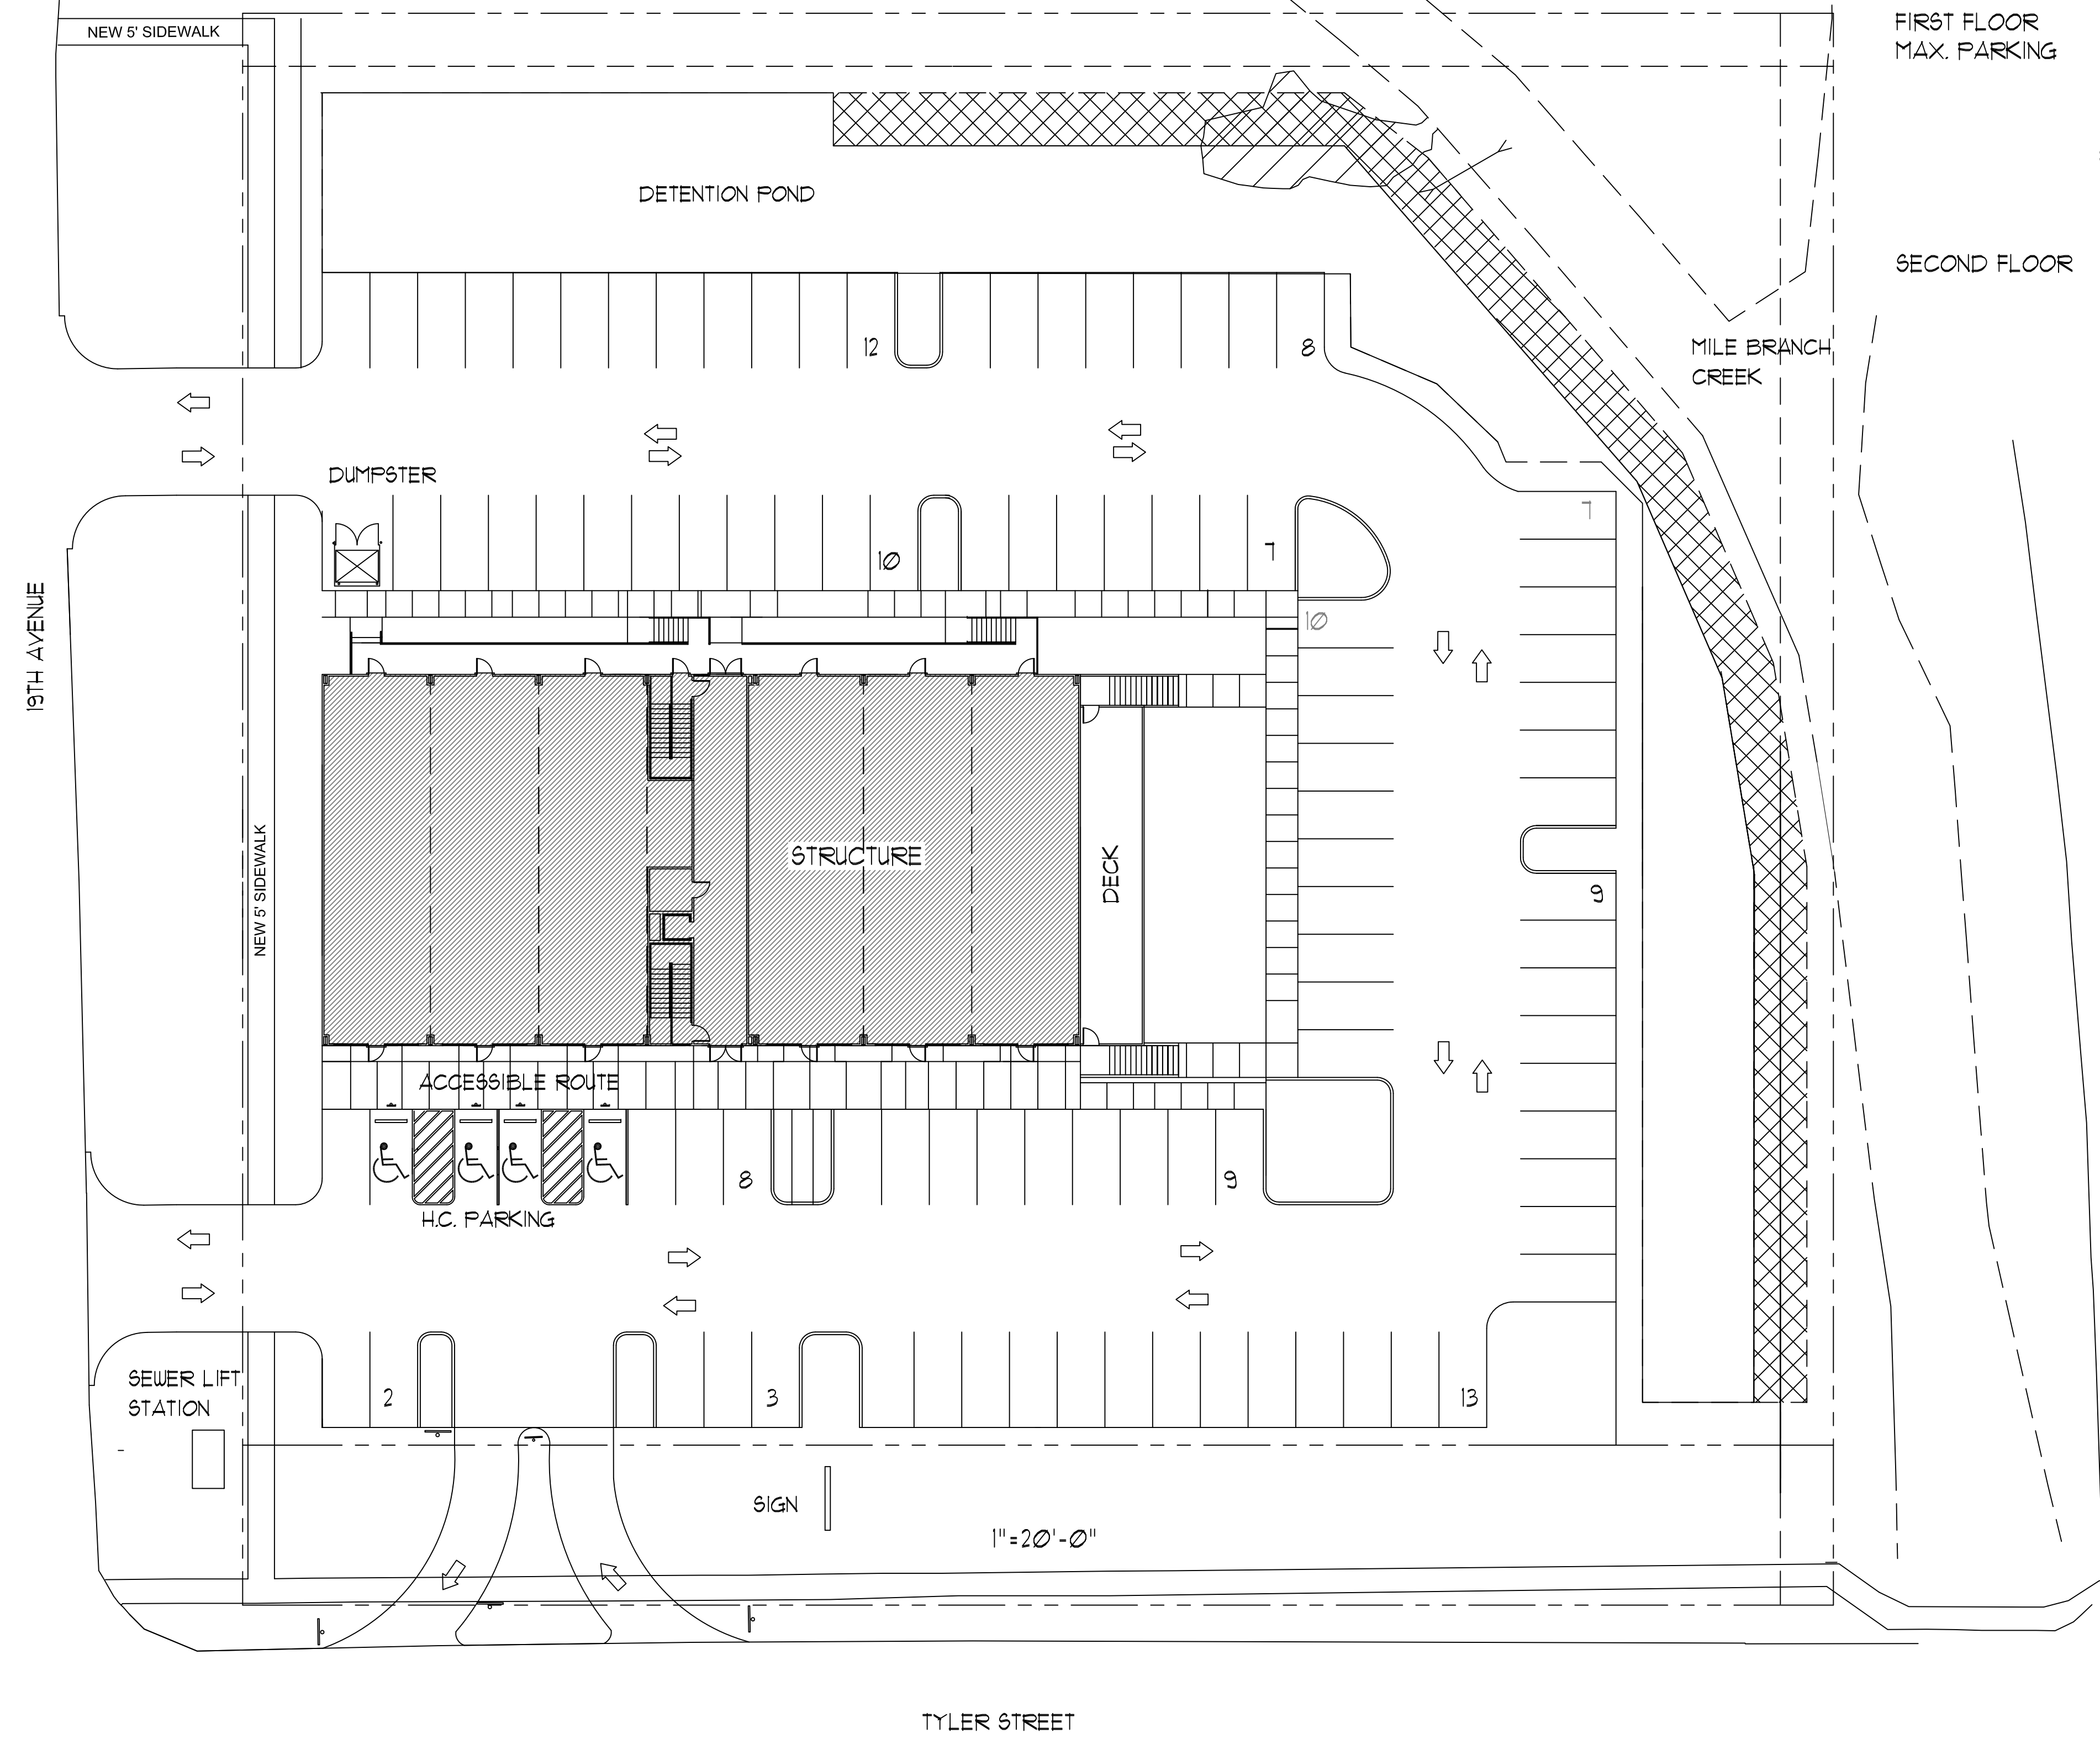 NEW 5' SIDEWALK
FIRST FLOOR
MAX. PARKING
DETENTION POND
SECOND FLOOR
12
8
MILE BRANCH
CREEK
DUMPSTER
7
10
7
10
19TH AVENUE
NEW 5' SIDEWALK
STRUCTURE
DECK
9
ACCESSIBLE ROUTE
8
9
H.C. PARKING
SEWER LIFT
STATION
2
3
13
SIGN
1"=20'-0"
TYLER STREET